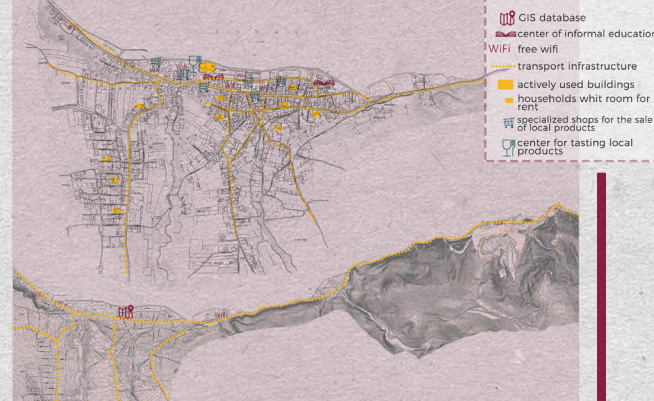 GIS database
center of informal education
WiFi free wifi
transport infrastructure
actively used buildings
households whit room for
rent
specialized shops for the sale
of local products
center for tasting local
products
WiFi